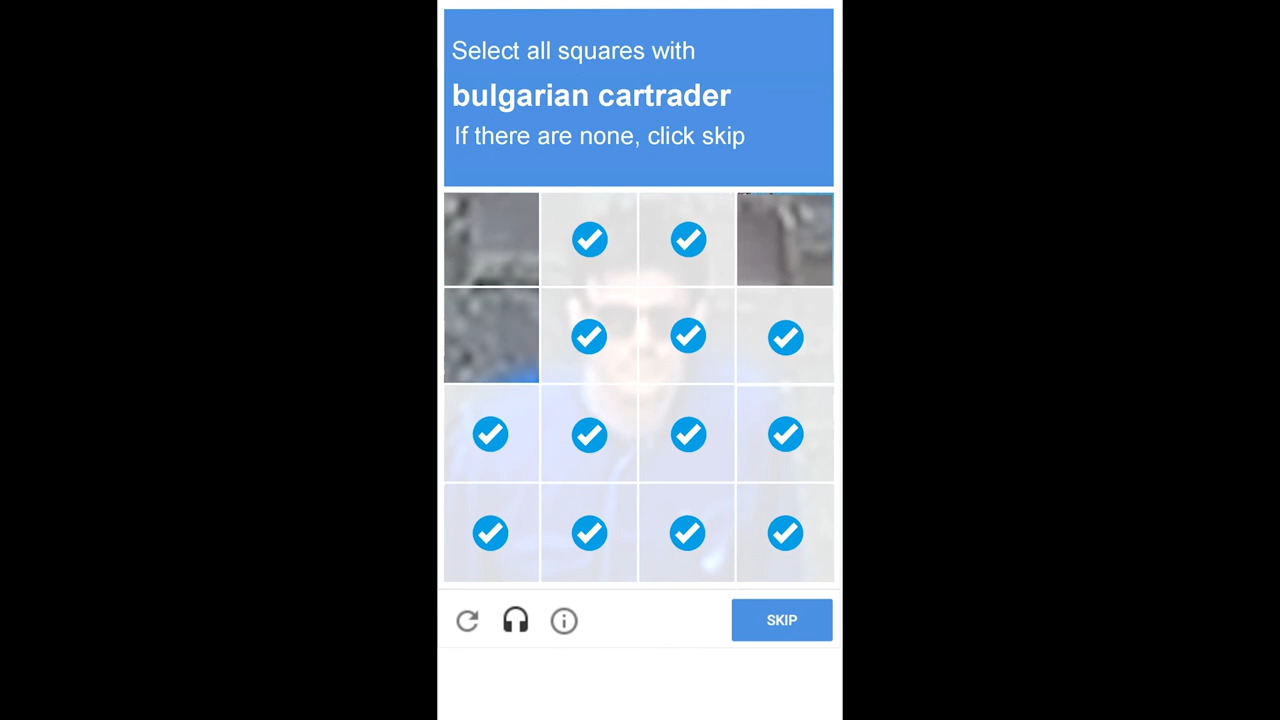 Select all squares with
bulgarian cartrader
If there are none, click skip
SKIP